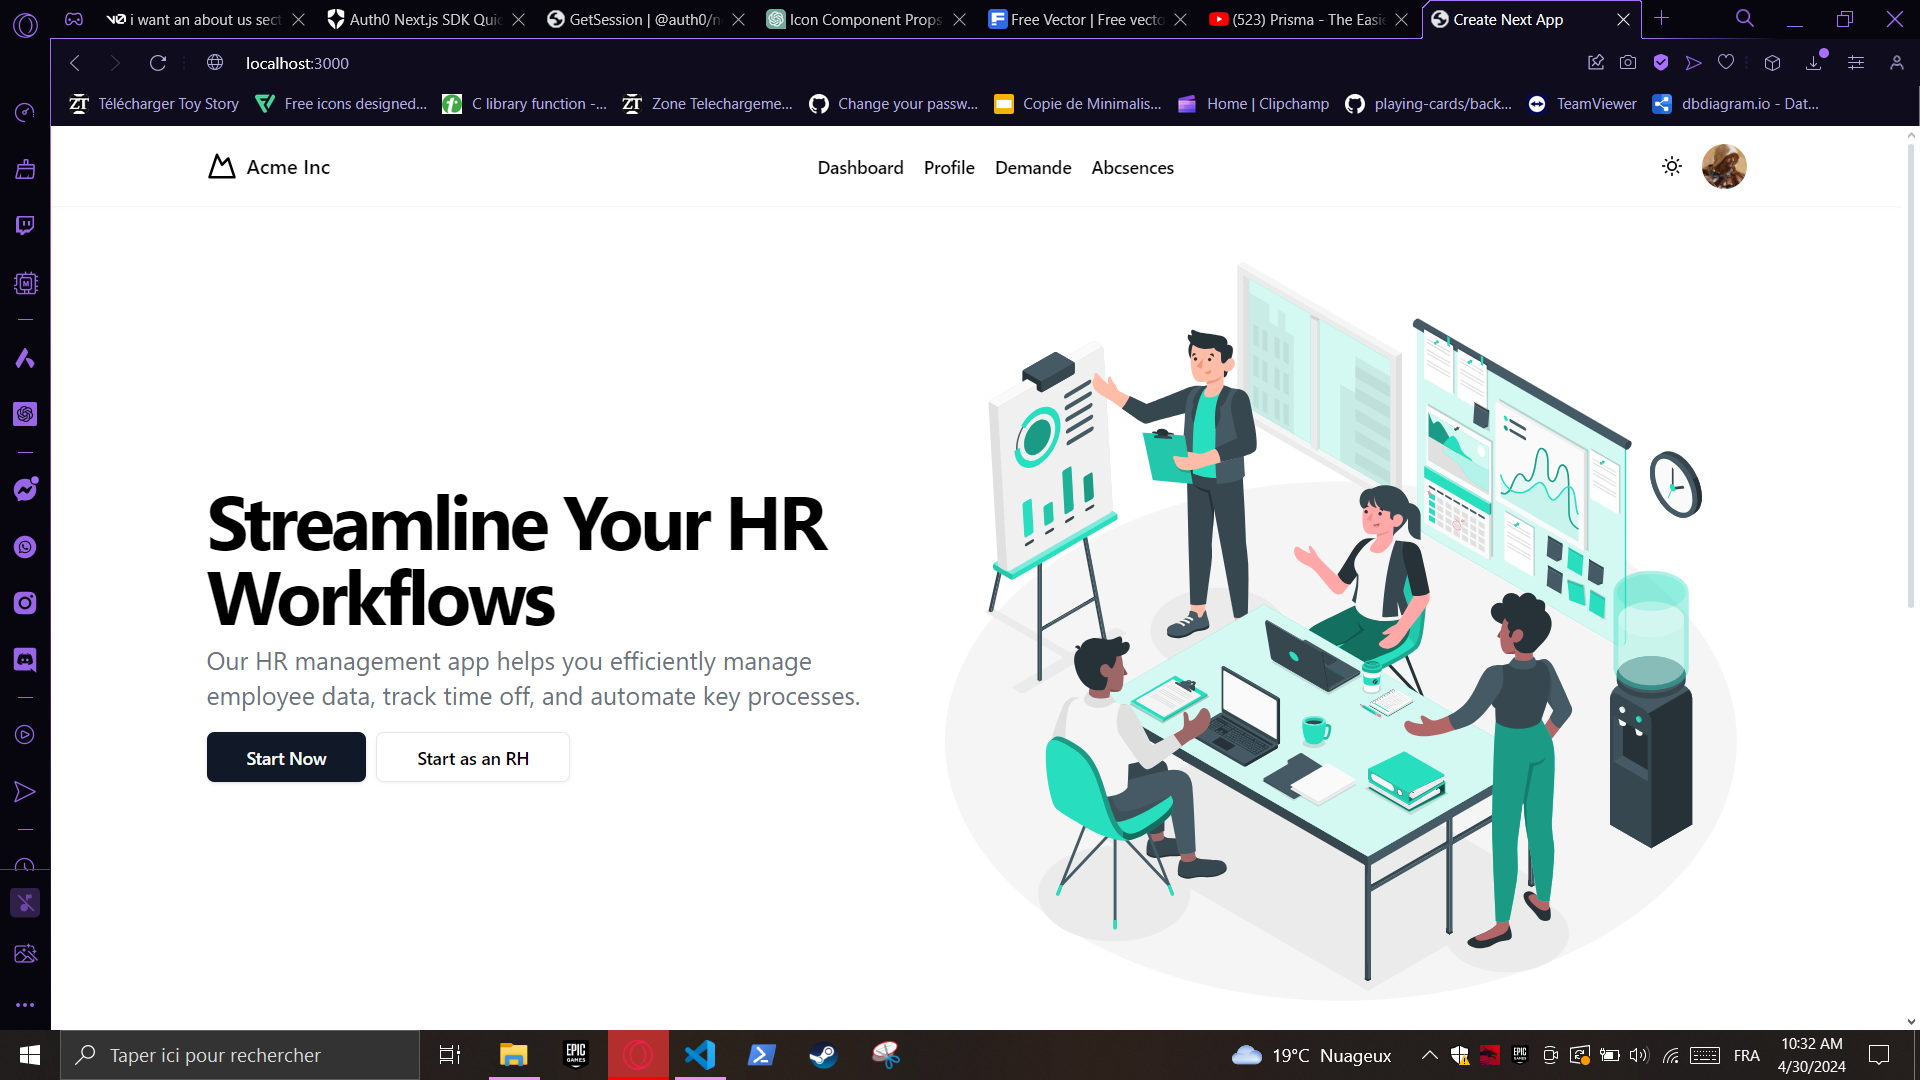 i want an about us sect
Auth0 Next.js SDK Quic
GetSession | @auth0/n
Icon Component Props
Free Vector | Free vecto
(523) Prisma - The Easie
Create Next App
localhost:3000
Télécharger Toy Story
Free icons designed...
C library function -...
Zone Telechargeme...
Change your passw...
Copie de Minimalis...
Home | Clipchamp
playing-cards/back...
TeamViewer
dbdiagram.io - Dat...
Acme Inc
Dashboard
Profile
Demande
Abcsences
Streamline Your HR
Workflows
Our HR management app helps you efficiently manage
employee data, track time off, and automate key processes.
Start Now
Start as an RH
Taper ici pour rechercher
EPIC GAMES
19°C Nuageux
FRA
10:32 AM
4/30/2024